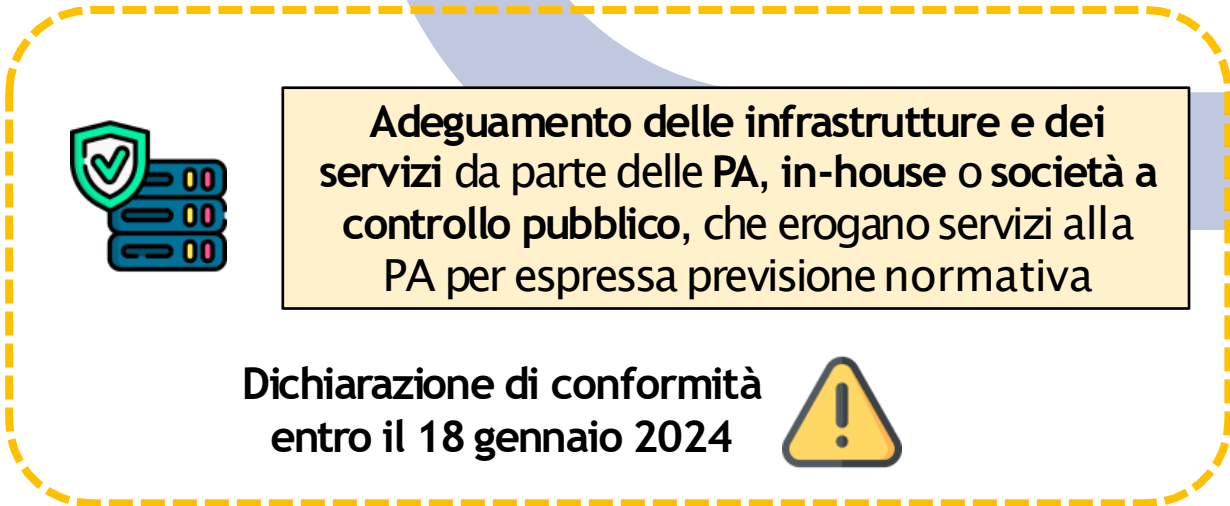 Adeguamento delle infrastrutture e dei
servizi da parte delle PA, in-house o società a
controllo pubblico, che erogano servizi alla
PA per espressa previsione normativa
Dichiarazione di conformità
entro il 18 gennaio 2024